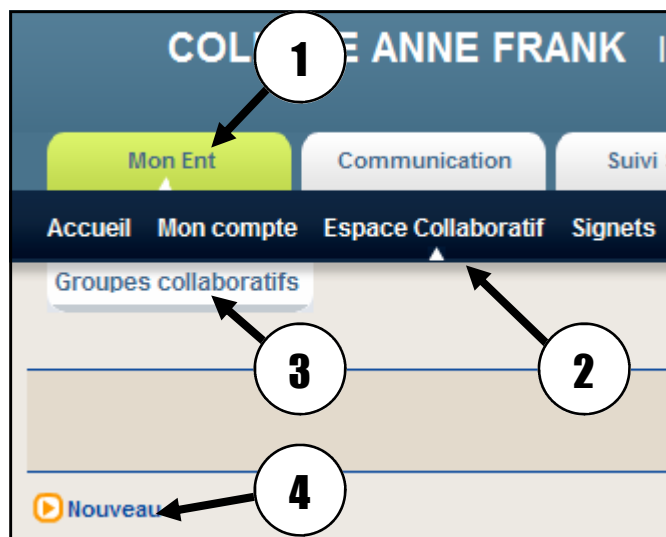 COL E ANNE FRANK
1
Mon Ent Communication Suivi
Accueil Mon compte Espace Collaboratif Signets
Groupes collaboratifs
3 2
4
Nouveau